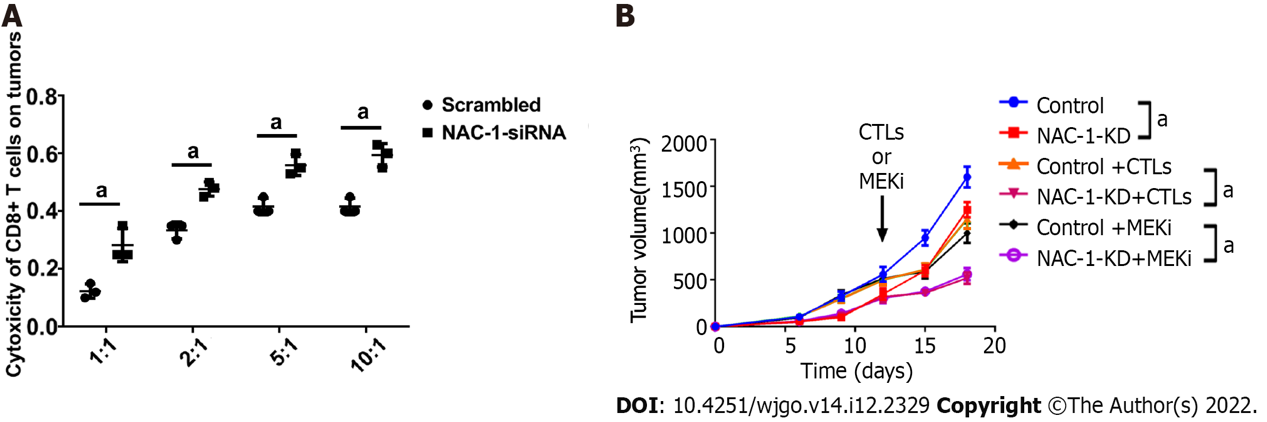 A
Cytoxicity of CD8+ T cells on tumors
0.8
0.6
0.4
0.2
0.0
a
a
a
a
1:1
2:1
5:1
10:1
Scrambled
NAC-1-siRNA
B
Tumor volume(mm³)
2000
1500
1000
500
0
CTLs
or
MEKi
0
5
10
15
20
Time (days)
Control
NAC-1-KD
a
Control +CTLs
NAC-1-KD+CTLs
a
Control +MEKi
NAC-1-KD+MEKi
a
DOI: 10.4251/wjgo.v14.i12.2329 Copyright ©The Author(s) 2022.